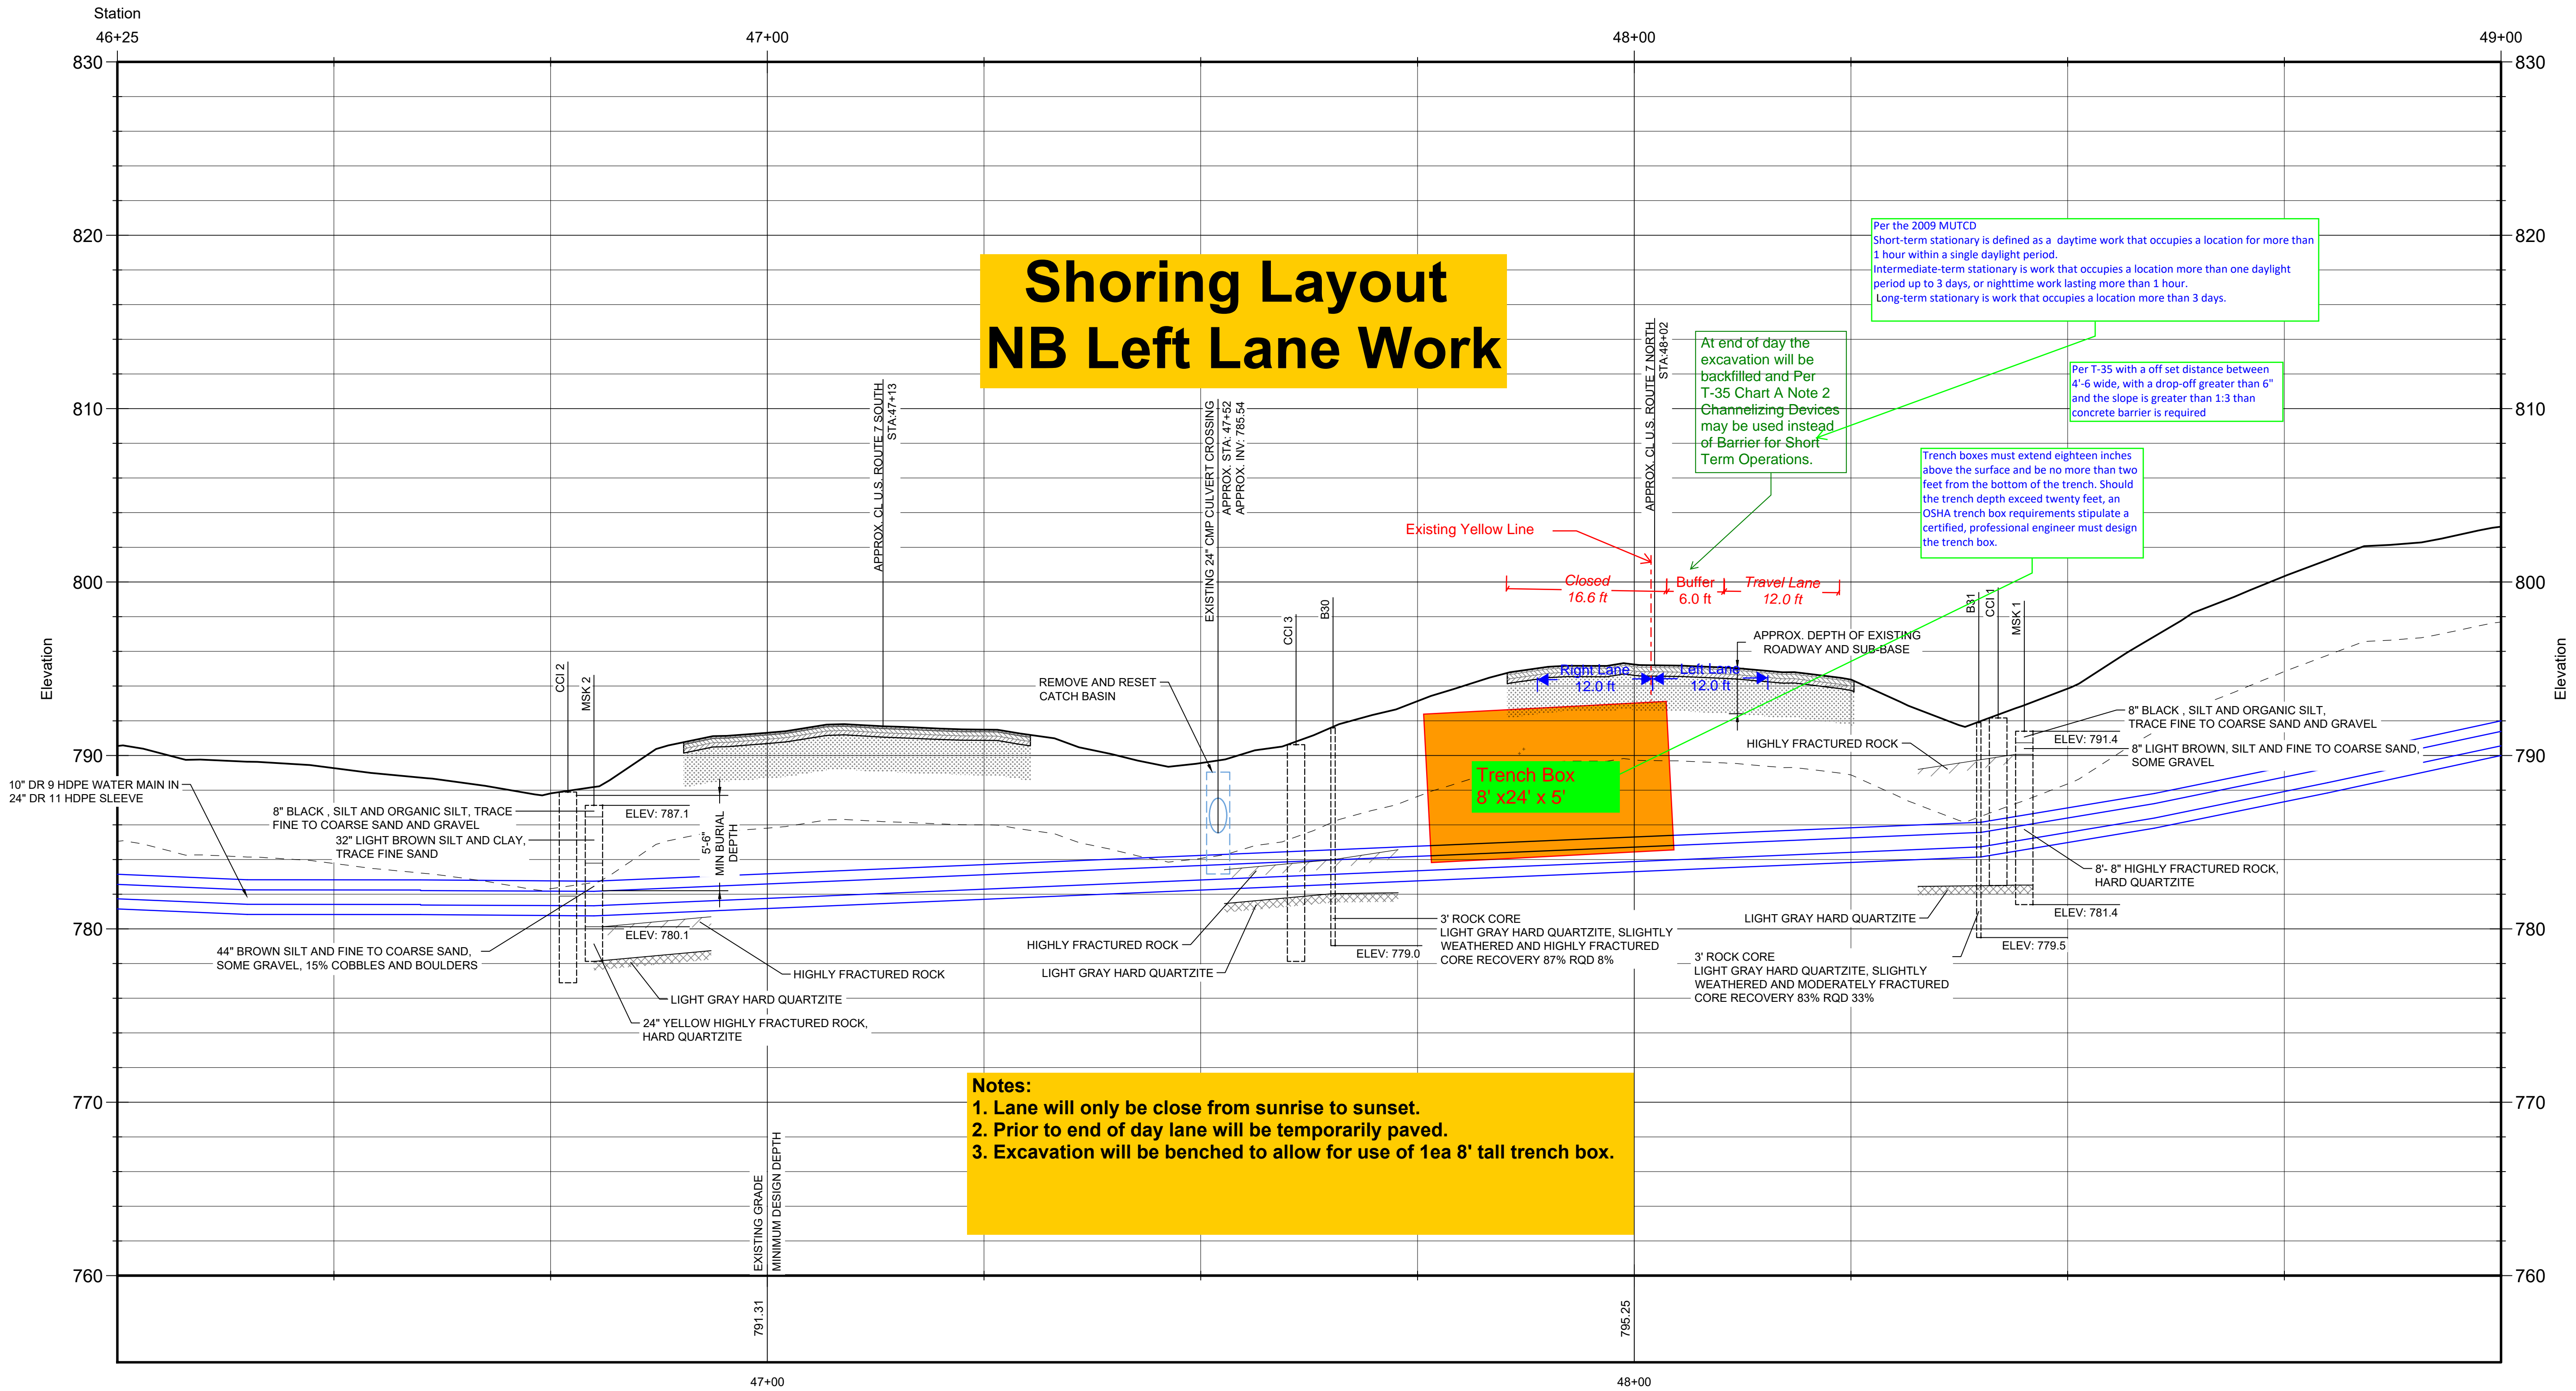 Station
46+25
47+00
48+00
49+00
830
830
820
820
810
810
800
800
790
790
780
780
770
770
760
760
Elevation
Elevation
Shoring Layout
NB Left Lane Work
Per the 2009 MUTCD
Short-term stationary is defined as a daytime work that occupies a location for more than
1 hour within a single daylight period.
Intermediate-term stationary is work that occupies a location more than one daylight
period up to 3 days, or nighttime work lasting more than 1 hour.
Long-term stationary is work that occupies a location more than 3 days.
At end of day the
excavation will be
backfilled and Per
T-35 Chart A Note 2
Channelizing Devices
may be used instead
of Barrier for Short
Term Operations.
Per T-35 with a off set distance between
4'-6 wide, with a drop-off greater than 6"
and the slope is greater than 1:3 than
concrete barrier is required
Trench boxes must extend eighteen inches
above the surface and be no more than two
feet from the bottom of the trench. Should
the trench depth exceed twenty feet, an
OSHA trench box requirements stipulate a
certified, professional engineer must design
the trench box.
APPROX. CL U.S. ROUTE 7 SOUTH
STA:47+13
EXISTING 24" CMP CULVERT CROSSING
APPROX. STA: 47+52
APPROX. INV: 785.54
APPROX. CL U.S. ROUTE 7 NORTH
STA:48+02
Existing Yellow Line
Closed
16.6 ft
Buffer
6.0 ft
Travel Lane
12.0 ft
CCI 2
MSK 2
CCI 3
B30
B31
CCI 1
MSK 1
APPROX. DEPTH OF EXISTING
ROADWAY AND SUB-BASE
Right Lane
12.0 ft
Left Lane
12.0 ft
REMOVE AND RESET
CATCH BASIN
8" BLACK , SILT AND ORGANIC SILT,
TRACE FINE TO COARSE SAND AND GRAVEL
ELEV: 791.4
8" LIGHT BROWN, SILT AND FINE TO COARSE SAND,
SOME GRAVEL
HIGHLY FRACTURED ROCK
Trench Box
8' x24' x 5'
10" DR 9 HDPE WATER MAIN IN
24" DR 11 HDPE SLEEVE
8" BLACK , SILT AND ORGANIC SILT, TRACE
FINE TO COARSE SAND AND GRAVEL
ELEV: 787.1
32" LIGHT BROWN SILT AND CLAY,
TRACE FINE SAND
5'-6"
MIN BURIAL
DEPTH
8'- 8" HIGHLY FRACTURED ROCK,
HARD QUARTZITE
ELEV: 781.4
LIGHT GRAY HARD QUARTZITE
3' ROCK CORE
LIGHT GRAY HARD QUARTZITE, SLIGHTLY
WEATHERED AND HIGHLY FRACTURED
CORE RECOVERY 87% RQD 8%
ELEV: 780.1
44" BROWN SILT AND FINE TO COARSE SAND,
SOME GRAVEL, 15% COBBLES AND BOULDERS
HIGHLY FRACTURED ROCK
ELEV: 779.0
ELEV: 779.5
LIGHT GRAY HARD QUARTZITE
HIGHLY FRACTURED ROCK
3' ROCK CORE
LIGHT GRAY HARD QUARTZITE, SLIGHTLY
WEATHERED AND MODERATELY FRACTURED
CORE RECOVERY 83% RQD 33%
LIGHT GRAY HARD QUARTZITE
24" YELLOW HIGHLY FRACTURED ROCK,
HARD QUARTZITE
Notes:
1. Lane will only be close from sunrise to sunset.
2. Prior to end of day lane will be temporarily paved.
3. Excavation will be benched to allow for use of 1ea 8' tall trench box.
EXISTING GRADE
MINIMUM DESIGN DEPTH
791.31
795.25
47+00
48+00